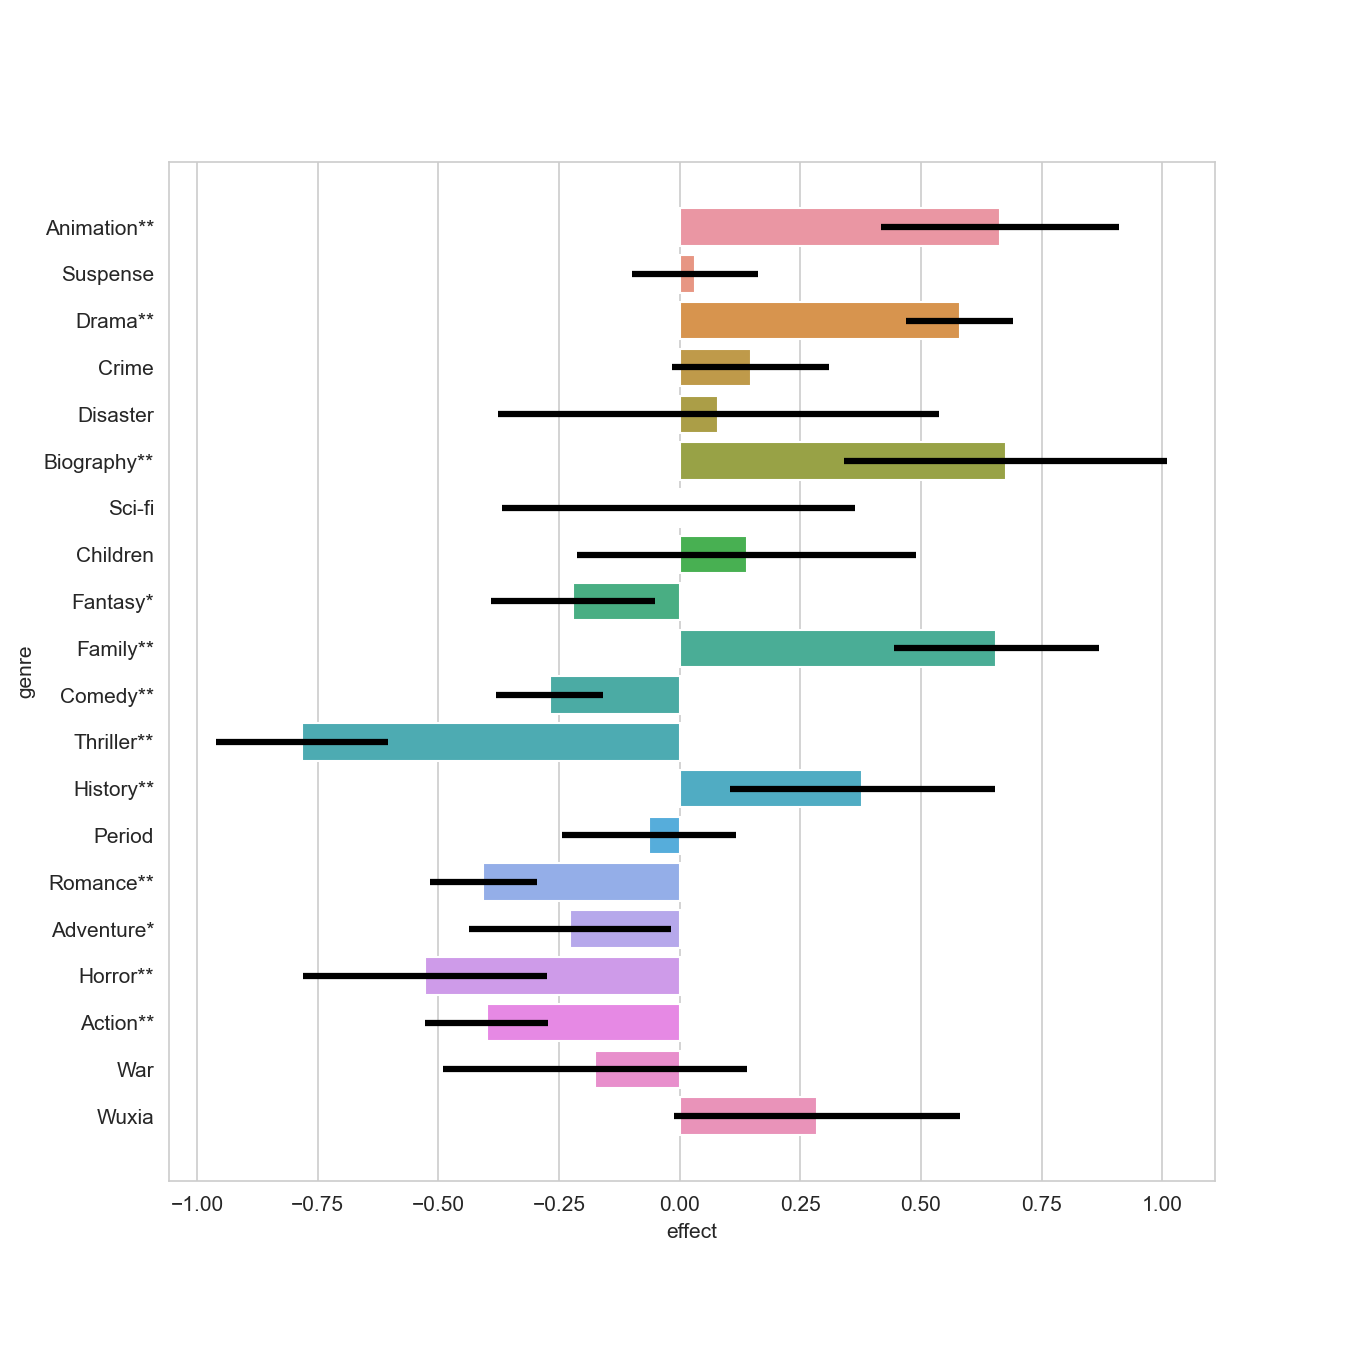 Animation**
Suspense
Drama**
Crime
Disaster
Biography**
Sci-fi
Children
Fantasy*
Family**
Comedy**
Thriller**
History**
Period
Romance**
Adventure*
Horror**
Action**
War
Wuxia
genre
−1.00 −0.75 −0.50 −0.25 0.00 0.25 0.50 0.75 1.00
effect